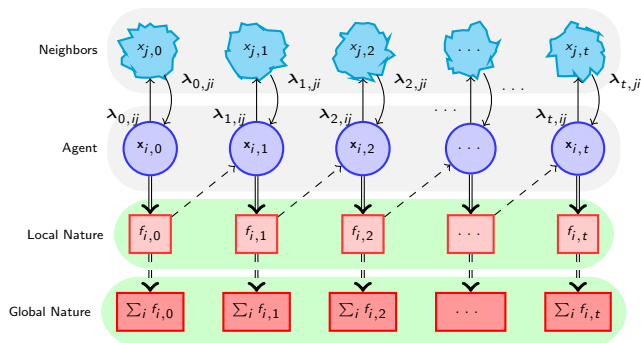 Neighbors x_{j,0} x_{j,1} x_{j,2} · · · x_{j,t}
λ_{0,ji} λ_{1,ji} λ_{2,ji} · · · λ_{t,ji}
λ_{0,ij} λ_{1,ij} λ_{2,ij} · · · λ_{t,ij}
Agent x_{i,0} x_{i,1} x_{i,2} · · · x_{i,t}
Local Nature f_{i,0} f_{i,1} f_{i,2} · · · f_{i,t}
Global Nature ∑_i f_{i,0} ∑_i f_{i,1} ∑_i f_{i,2} · · · ∑_i f_{i,t}